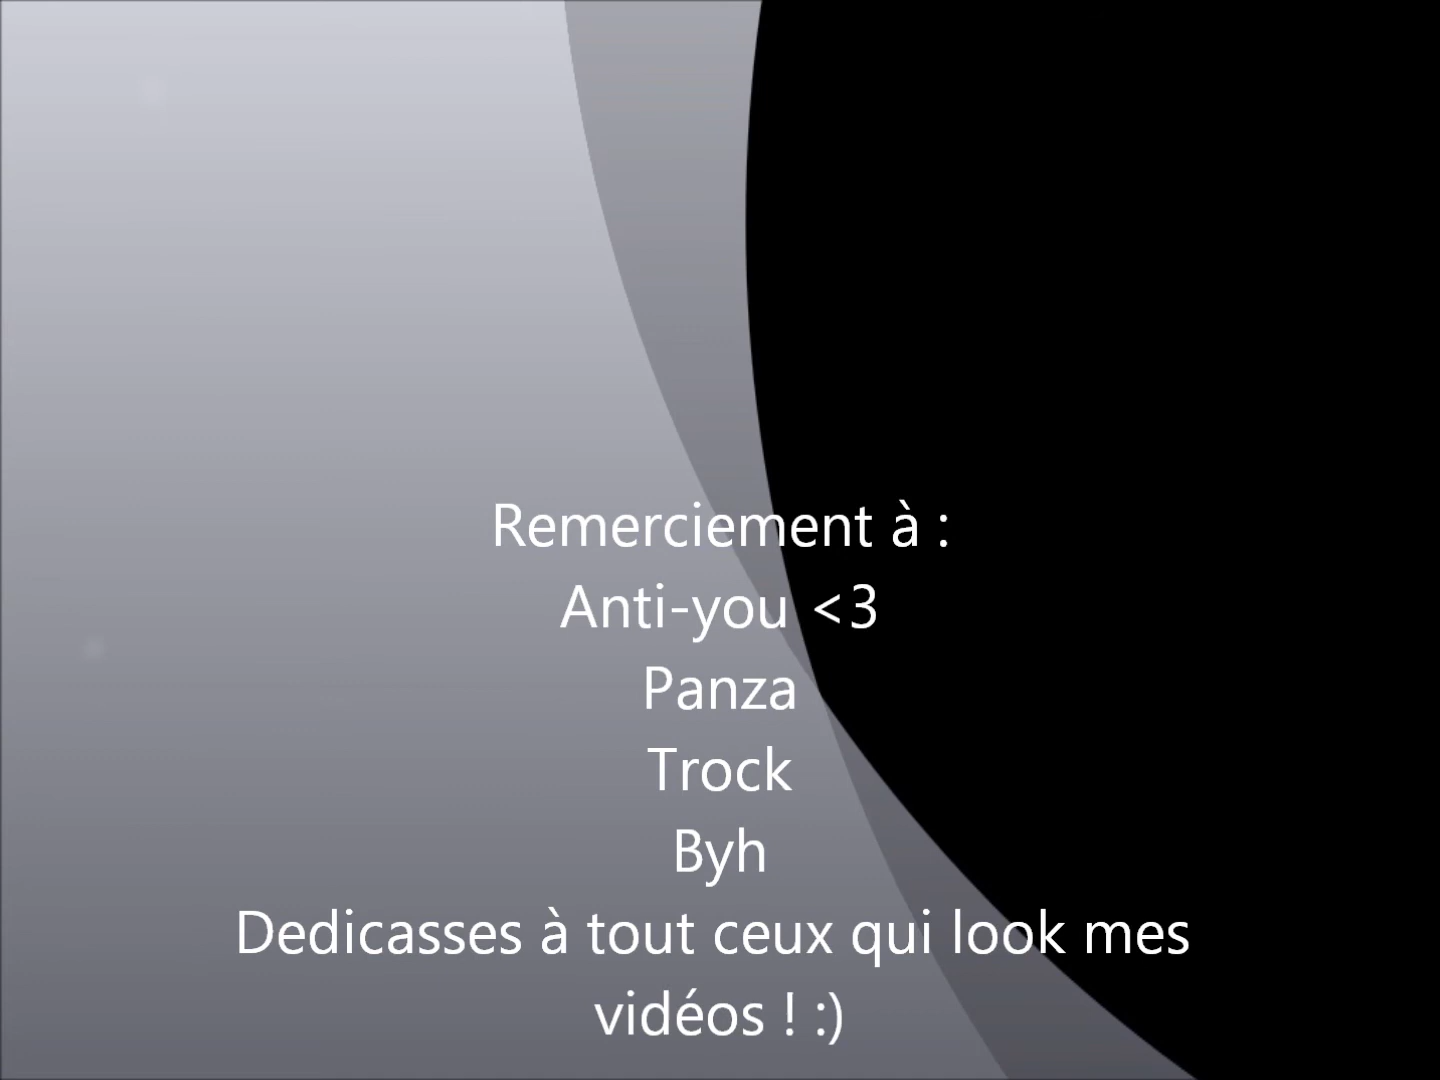 Remerciement à :
Anti-you <3
Panza
Trock
Byh
Dedicasses à tout ceux qui look mes
vidéos ! :)